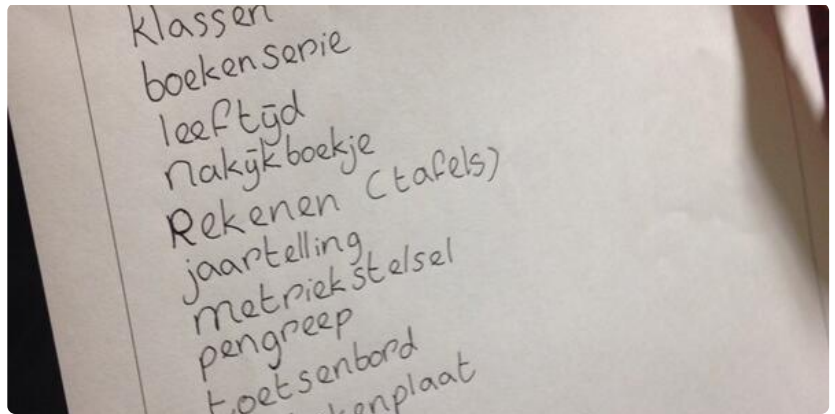 klassen
boekenserie
leeftijd
nakijkboekje
Rekenen (tafels)
jaartelling
metriekstelsel
pengreep
toetsenbord